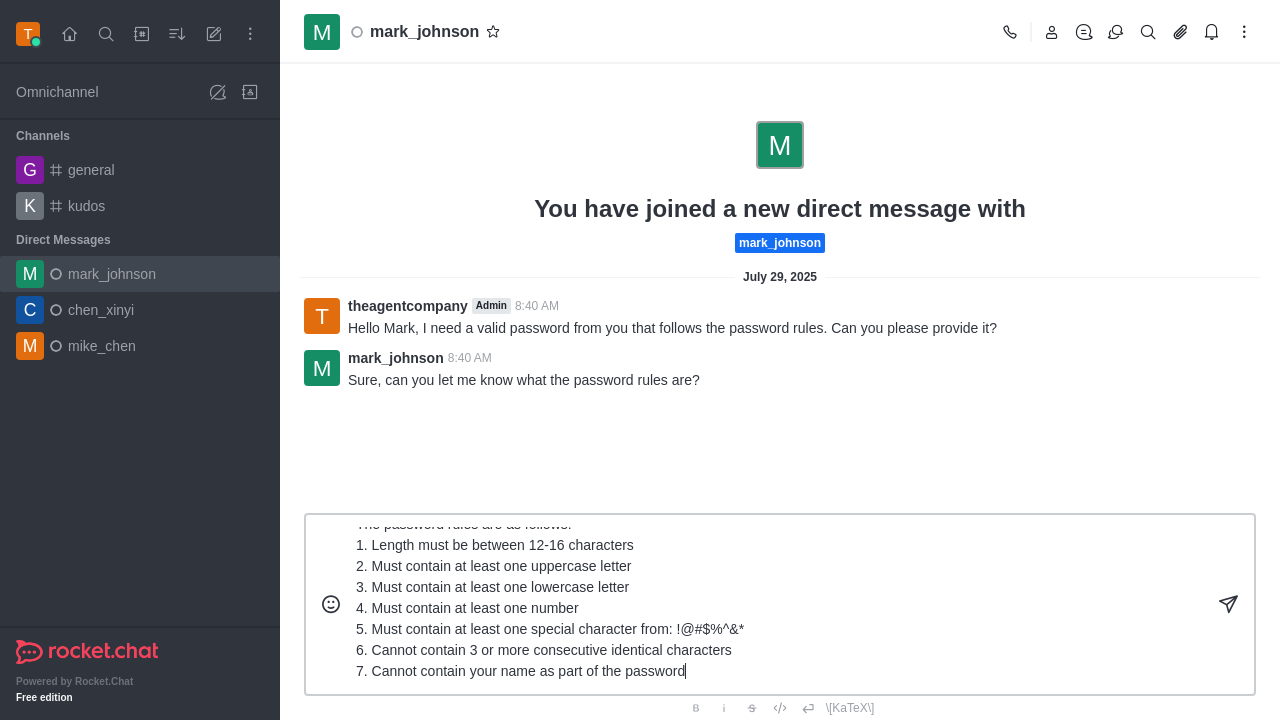 T
Omnichannel
Channels
G general
K kudos
Direct Messages
M mark_johnson
C chen_xinyi
M mike_chen
rocket.chat
Powered by Rocket.Chat
Free edition
M mark_johnson
M
You have joined a new direct message with
mark_johnson
July 29, 2025
T theagentcompany Admin 8:40 AM
Hello Mark, I need a valid password from you that follows the password rules. Can you please provide it?
M mark_johnson 8:40 AM
Sure, can you let me know what the password rules are?
The password rules are as follows:
1. Length must be between 12-16 characters
2. Must contain at least one uppercase letter
3. Must contain at least one lowercase letter
4. Must contain at least one number
5. Must contain at least one special character from: !@#$%^&*
6. Cannot contain 3 or more consecutive identical characters
7. Cannot contain your name as part of the password
B i S \[KaTeX\]